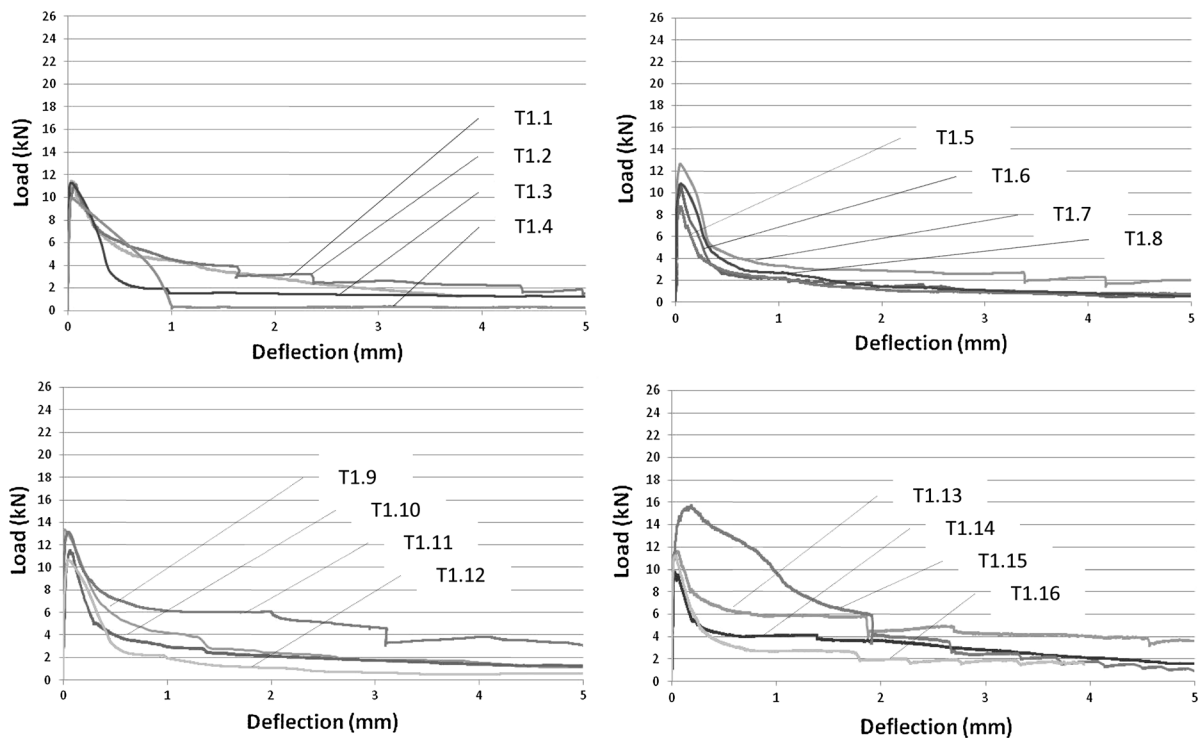 26
24
22
20
18
16
14
12
10
8
6
4
2
0
Load (kN)
0 1 2 3 4 5
Deflection (mm)
T1.1
T1.2
T1.3
T1.4
26
24
22
20
18
16
14
12
10
8
6
4
2
0
Load (kN)
0 1 2 3 4 5
Deflection (mm)
T1.5
T1.6
T1.7
T1.8
26
24
22
20
18
16
14
12
10
8
6
4
2
0
Load (kN)
0 1 2 3 4 5
Deflection (mm)
T1.9
T1.10
T1.11
T1.12
26
24
22
20
18
16
14
12
10
8
6
4
2
0
Load (kN)
0 1 2 3 4 5
Deflection (mm)
T1.13
T1.14
T1.15
T1.16